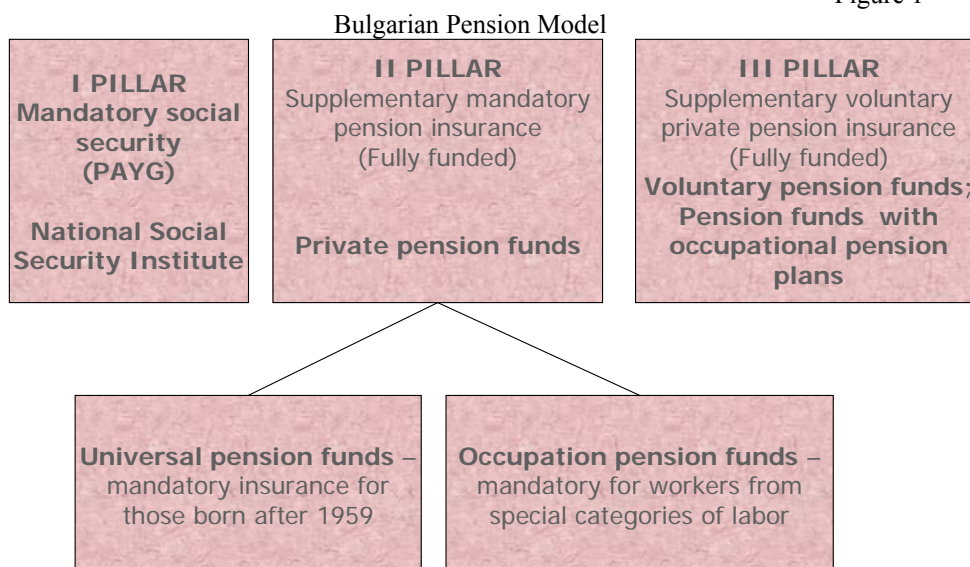 Figure 1
Bulgarian Pension Model
I PILLAR
Mandatory social
security
(PAYG)
National Social
Security Institute
II PILLAR
Supplementary mandatory
pension insurance
(Fully funded)
Private pension funds
III PILLAR
Supplementary voluntary
private pension insurance
(Fully funded)
Voluntary pension funds;
Pension funds with
occupational pension
plans
Universal pension funds –
mandatory insurance for
those born after 1959
Occupation pension funds –
mandatory for workers from
special categories of labor